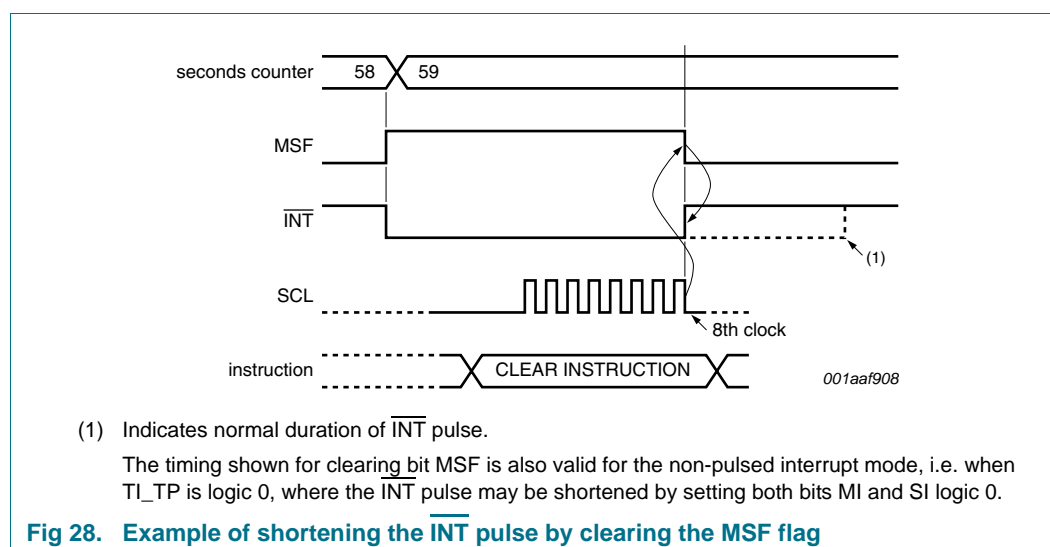 seconds counter 58 59
MSF
INT
(1)
SCL
8th clock
instruction CLEAR INSTRUCTION
001aaf908
(1) Indicates normal duration of INT pulse.
The timing shown for clearing bit MSF is also valid for the non-pulsed interrupt mode, i.e. when
TI_TP is logic 0, where the INT pulse may be shortened by setting both bits MI and SI logic 0.
Fig 28. Example of shortening the INT pulse by clearing the MSF flag